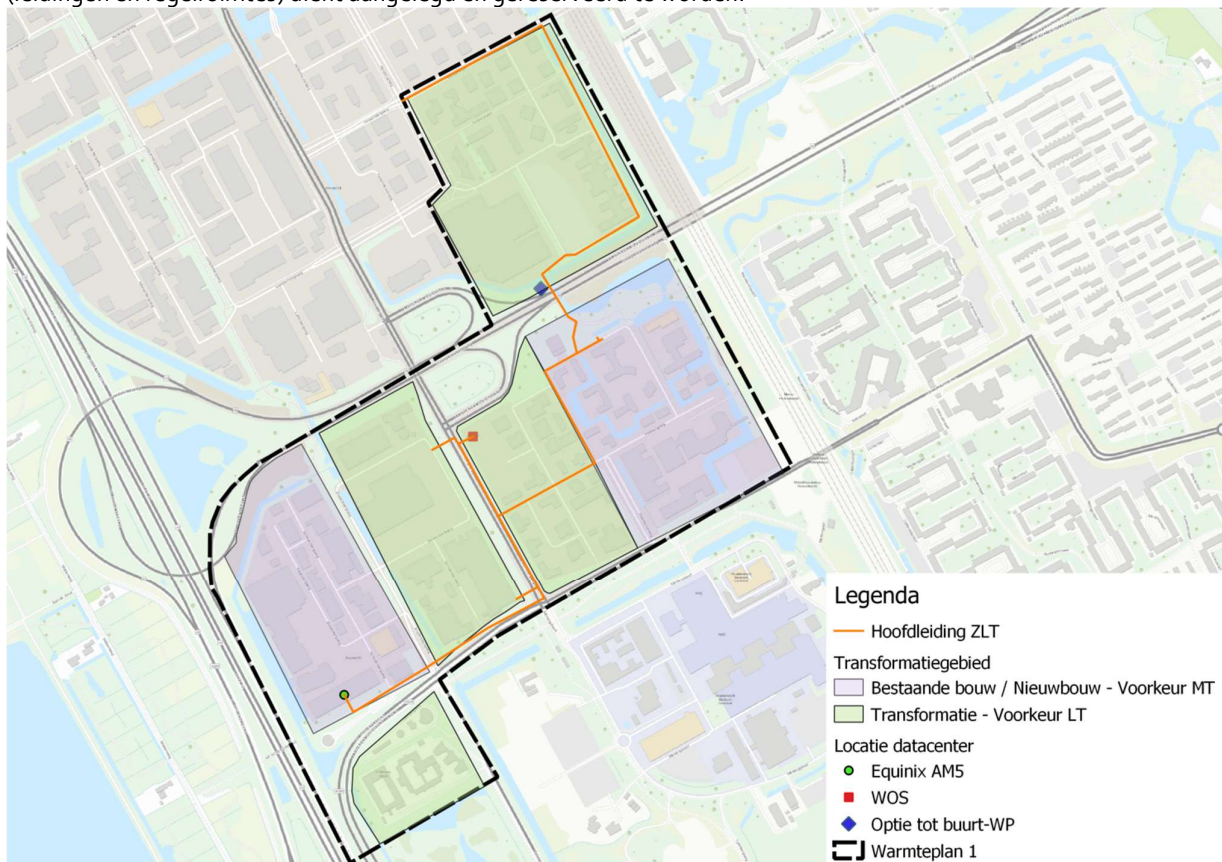 (leidingen en regelruimtes) dient aangelegd en gereserveerd te worden.
Legenda
Hoofdleiding ZLT
Transformatiegebied
Bestaande bouw / Nieuwbouw - Voorkeur MT
Transformatie - Voorkeur LT
Locatie datacenter
Equinix AM5
WOS
Optie tot buurt-WP
Warmteplan 1